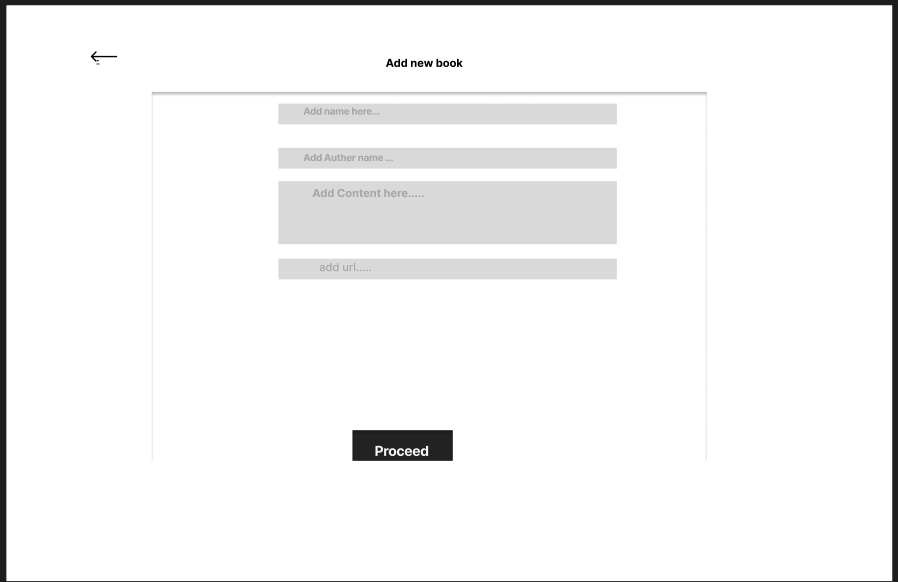 Add new book
Add name here...
Add Auther name ...
Add Content here.....
add url.....
Proceed